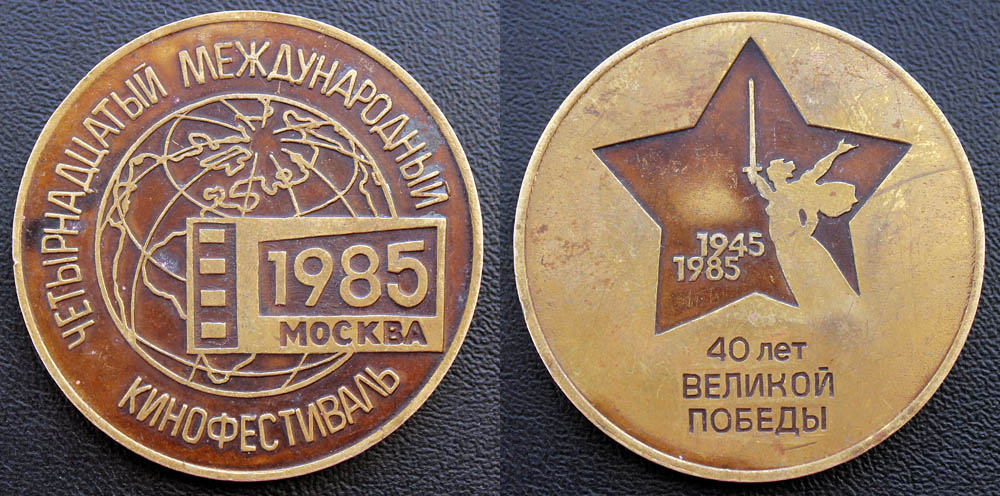 ЧЕТЫРНАДЦАТЫЙ МЕЖДУНАРОДНЫЙ
КИНОФЕСТИВАЛЬ
1985
МОСКВА
1945
1985
40 лет
ВЕЛИКОЙ
ПОБЕДЫ